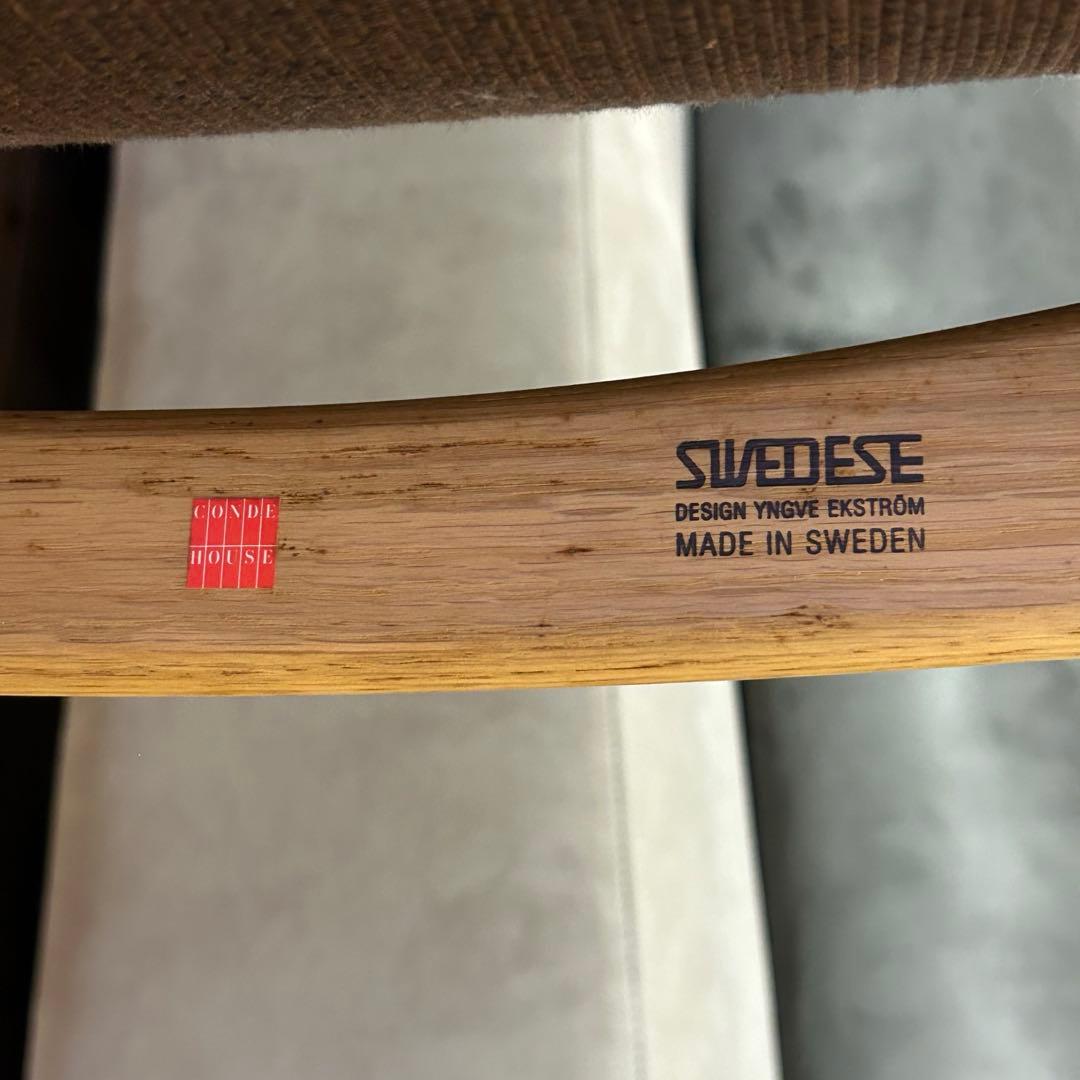 CONDE
HOUSE
SWEDESE
DESIGN YNGVE EKSTRÖM
MADE IN SWEDEN